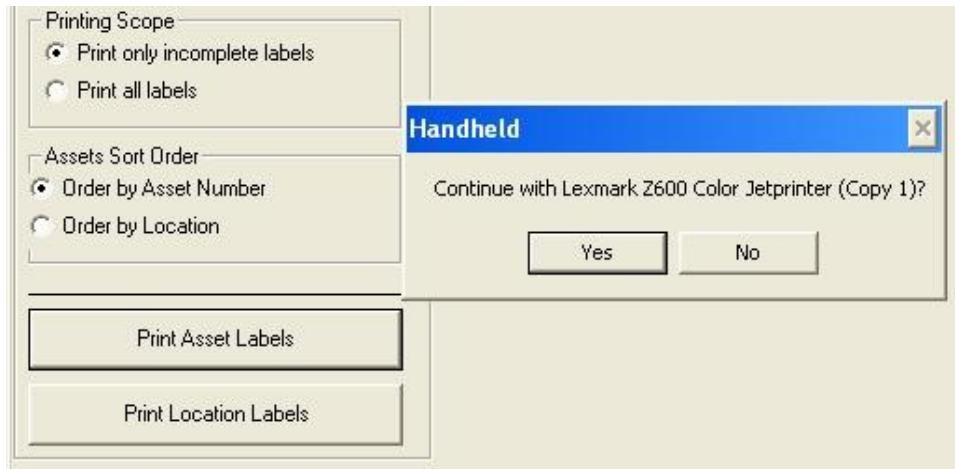 Printing Scope
Print only incomplete labels
Print all labels
Assets Sort Order
Order by Asset Number
Order by Location
Print Asset Labels
Print Location Labels
Handheld
Continue with Lexmark Z600 Color Jetprinter (Copy 1)?
Yes No